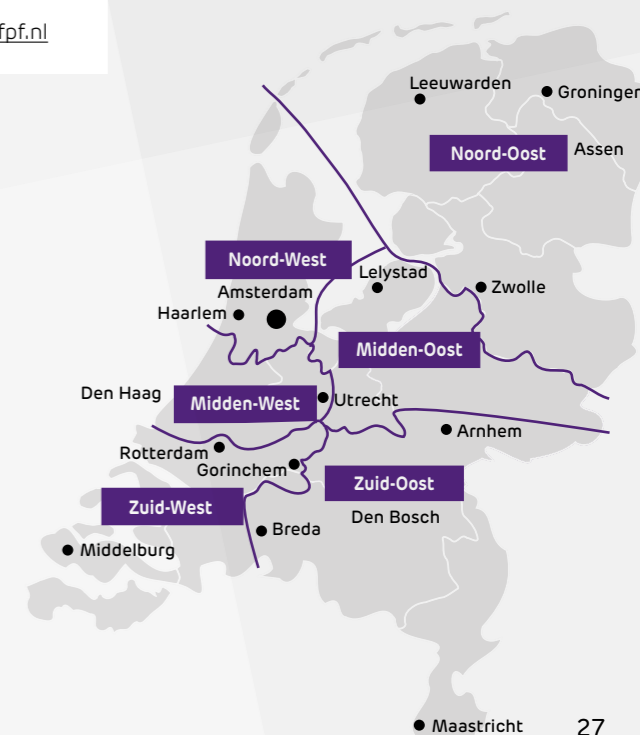 fpf.nl
Leeuwarden
Groningen
Noord-Oost
Assen
Noord-West
Lelystad
Amsterdam
Zwolle
Haarlem
Midden-Oost
Den Haag
Midden-West
Utrecht
Arnhem
Rotterdam
Gorinchem
Zuid-Oost
Zuid-West
Den Bosch
Breda
Middelburg
Maastricht
27